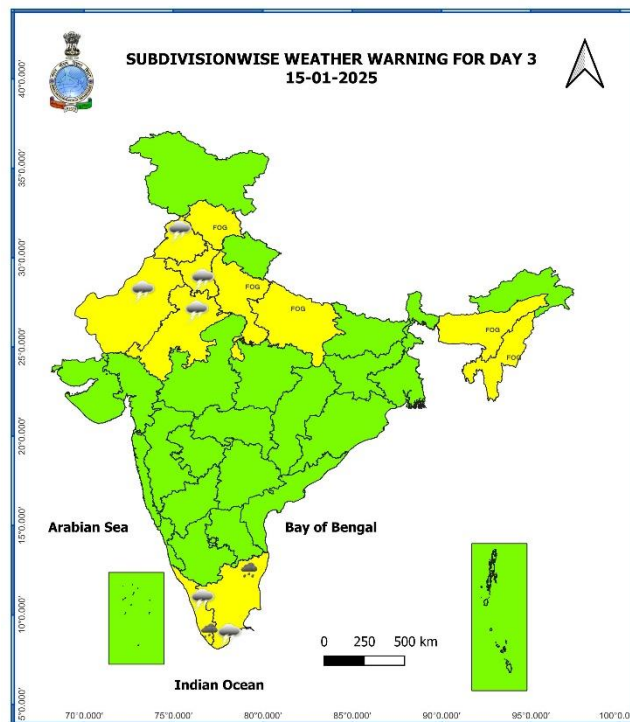 SUBDIVISIONWISE WEATHER WARNING FOR DAY 3
15-01-2025
40°0.000'
35°0.000'
30°0.000'
25°0.000'
20°0.000'
15°0.000'
10°0.000'
5°0.000'
FOG
FOG
FOG
FOG
FOG
Arabian Sea
Bay of Bengal
0 250 500 km
Indian Ocean
70°0.000' 75°0.000' 80°0.000' 85°0.000' 90°0.000' 95°0.000' 100°0.000'